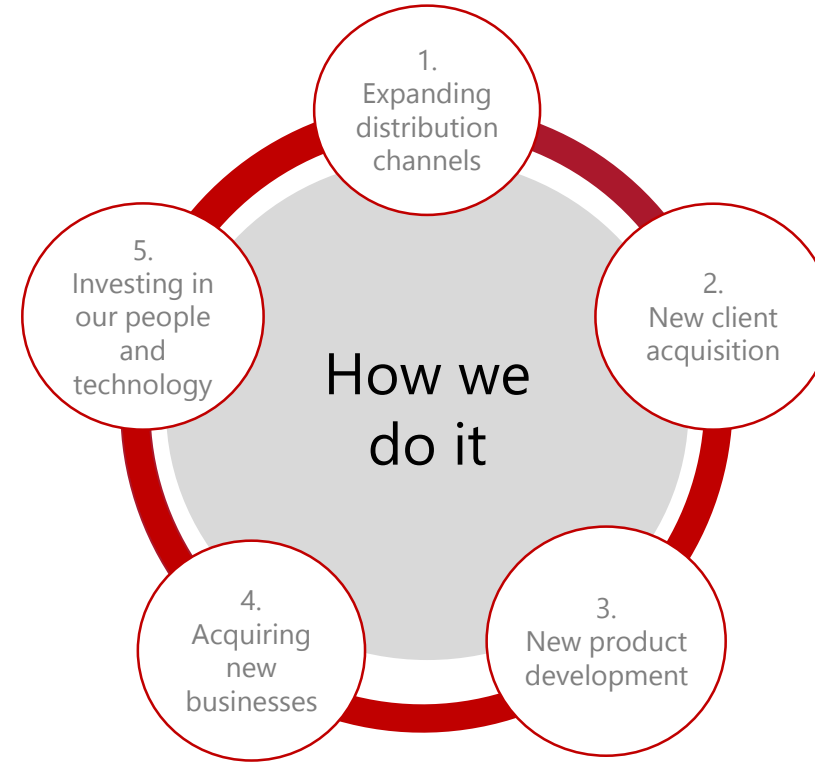 1.
Expanding
distribution
channels
2.
New client
acquisition
3.
New product
development
4.
Acquiring
new
businesses
5.
Investing in
our people
and
technology
How we
do it